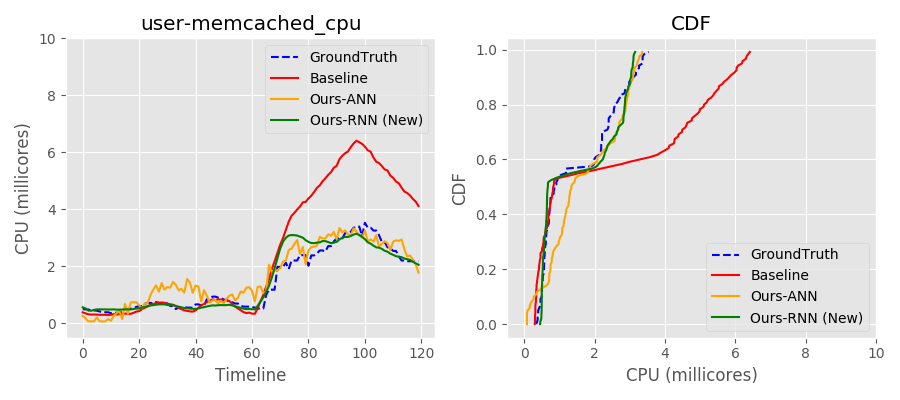 user-memcached_cpu
CPU (millicores)
10
8
6
4
2
0
GroundTruth
Baseline
Ours-ANN
Ours-RNN (New)
0 20 40 60 80 100 120
Timeline
CDF
CDF
1.0
0.8
0.6
0.4
0.2
0.0
GroundTruth
Baseline
Ours-ANN
Ours-RNN (New)
0 2 4 6 8 10
CPU (millicores)